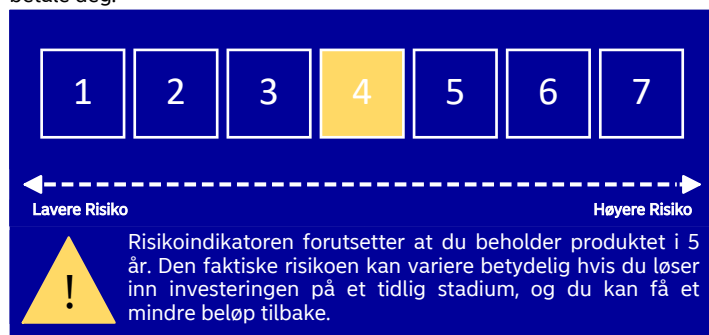 betale deg.
1 2 3 4 5 6 7
Lavere Risiko Høyere Risiko
! Risikoindikatoren forutsetter at du beholder produktet i 5
år. Den faktiske risikoen kan variere betydelig hvis du løser
inn investeringen på et tidlig stadium, og du kan få et
mindre beløp tilbake.